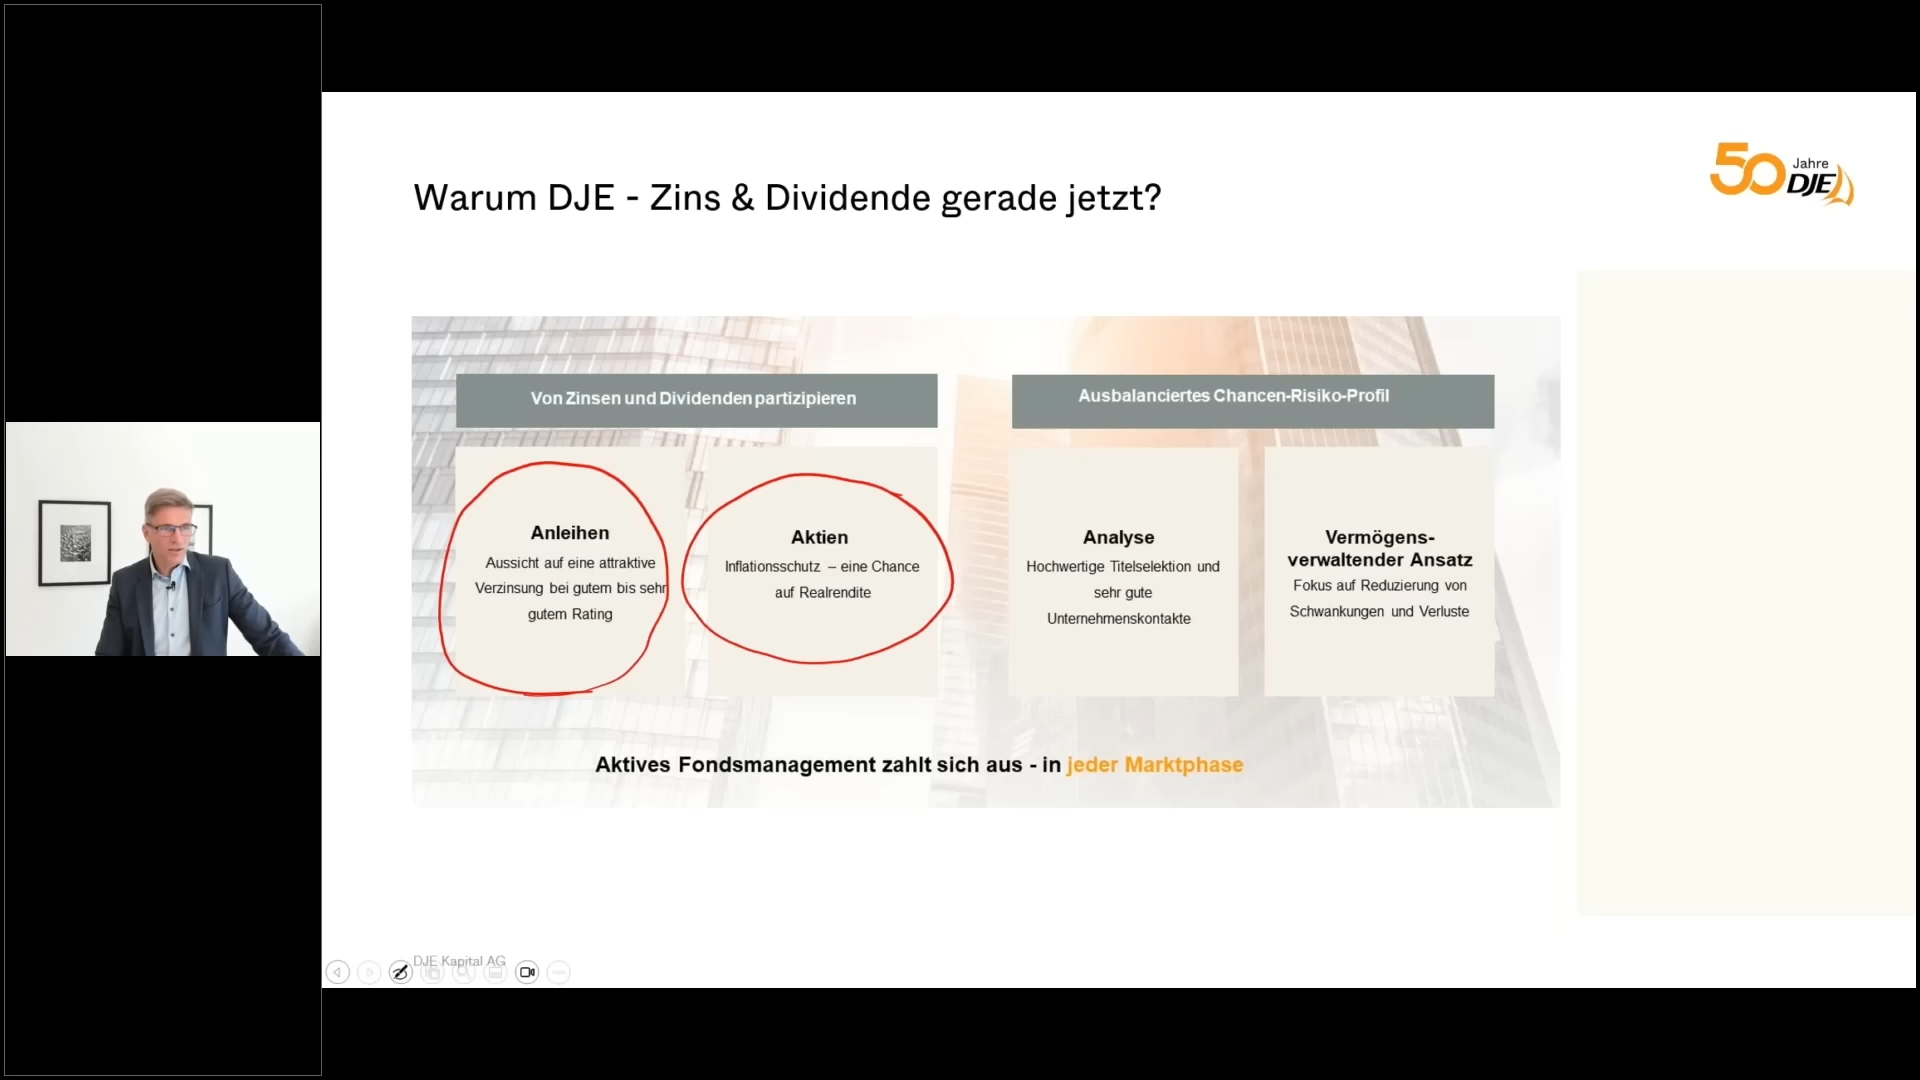 Warum DJE - Zins & Dividende gerade jetzt?
50 Jahre
DJE
Von Zinsen und Dividenden partizipieren
Anleihen
Aussicht auf eine attraktive
Verzinsung bei gutem bis sehr
gutem Rating
Aktien
Inflationsschutz – eine Chance
auf Realrendite
Ausbalanciertes Chancen-Risiko-Profil
Analyse
Hochwertige Titelselektion und
sehr gute
Unternehmenskontakte
Vermögens-
verwaltender Ansatz
Fokus auf Reduzierung von
Schwankungen und Verluste
Aktives Fondsmanagement zahlt sich aus - in jeder Marktphase
DJE Kapital AG